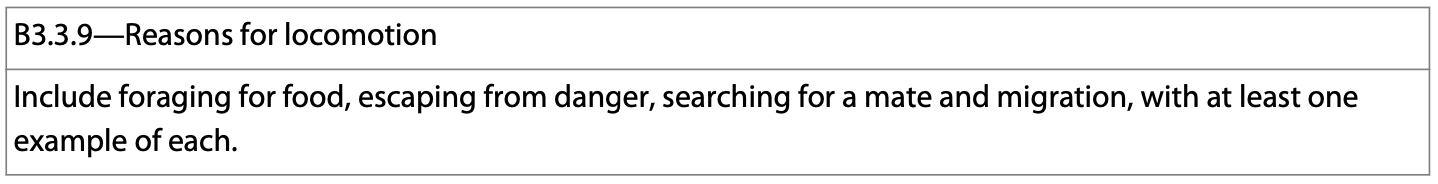 B3.3.9—Reasons for locomotion
Include foraging for food, escaping from danger, searching for a mate and migration, with at least one
example of each.